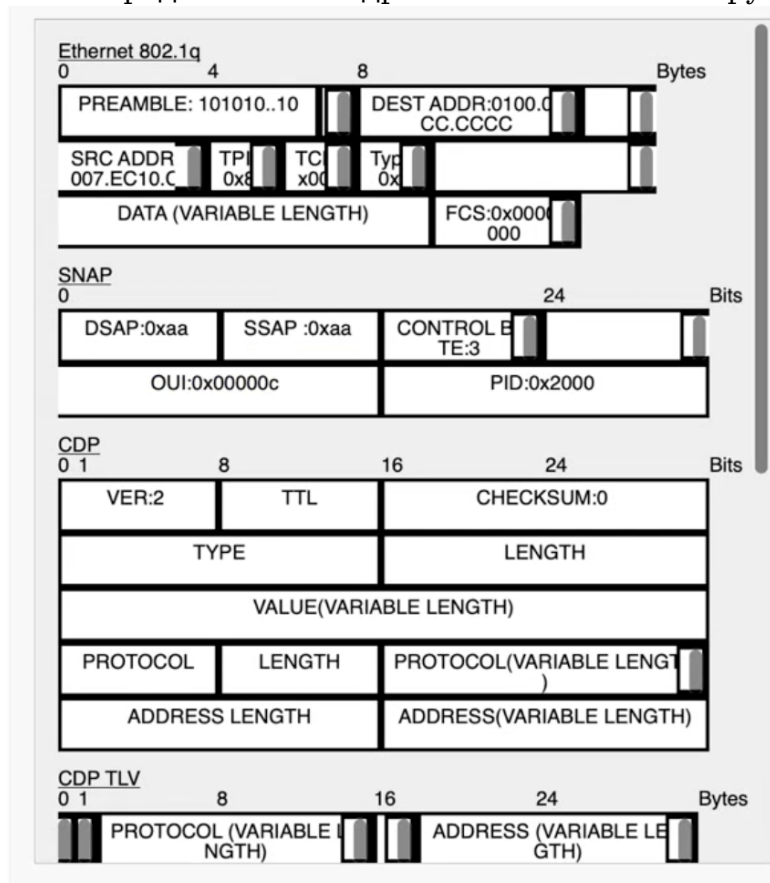 Ethernet 802.1q
0 4 8 Bytes
PREAMBLE: 101010..10 DEST ADDR:0100.0
CC.CCCC
SRC ADDR TPI TCI Typ
007.EC10.C 0x8 x00 0x
DATA (VARIABLE LENGTH) FCS:0x0000
000
SNAP
0 24 Bits
DSAP:0xaa SSAP :0xaa CONTROL B
TE:3
OUI:0x00000c PID:0x2000
CDP
0 1 8 16 24 Bits
VER:2 TTL CHECKSUM:0
TYPE LENGTH
VALUE(VARIABLE LENGTH)
PROTOCOL LENGTH PROTOCOL(VARIABLE LENGT
)
ADDRESS LENGTH ADDRESS(VARIABLE LENGTH)
CDP TLV
0 1 8 16 24 Bytes
PROTOCOL (VARIABLE L ADDRESS (VARIABLE LE
NGTH) GTH)